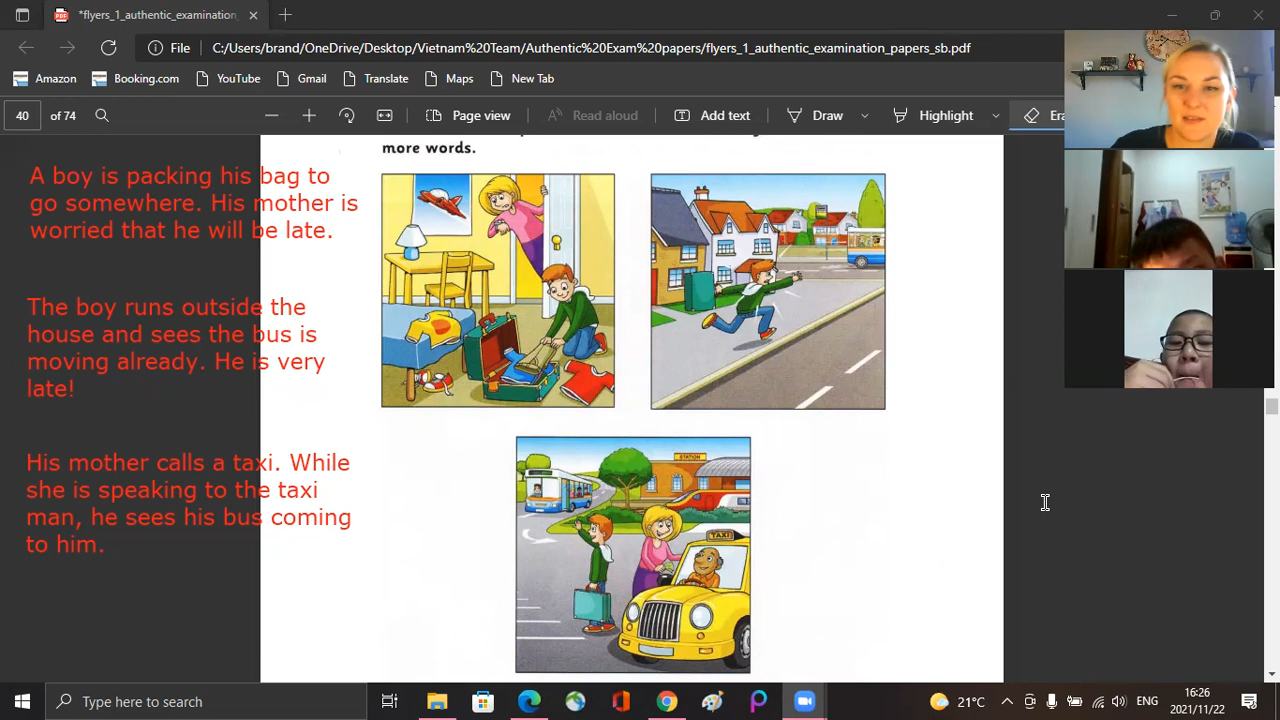 *flyers_1_authentic_examination_
File C:/Users/brand/OneDrive/Desktop/Vietnam%20Team/Authentic%20Exam%20papers/flyers_1_authentic_examination_papers_sb.pdf
Amazon Booking.com YouTube Gmail Translate Maps New Tab
40 of 74 Page view Read aloud Add text Draw Highlight
more words.
A boy is packing his bag to
go somewhere. His mother is
worried that he will be late.
The boy runs outside the
house and sees the bus is
moving already. He is very
late!
His mother calls a taxi. While
she is speaking to the taxi
man, he sees his bus coming
to him.
STATION
TAXI
Type here to search
21°C ENG 16:26
2021/11/22